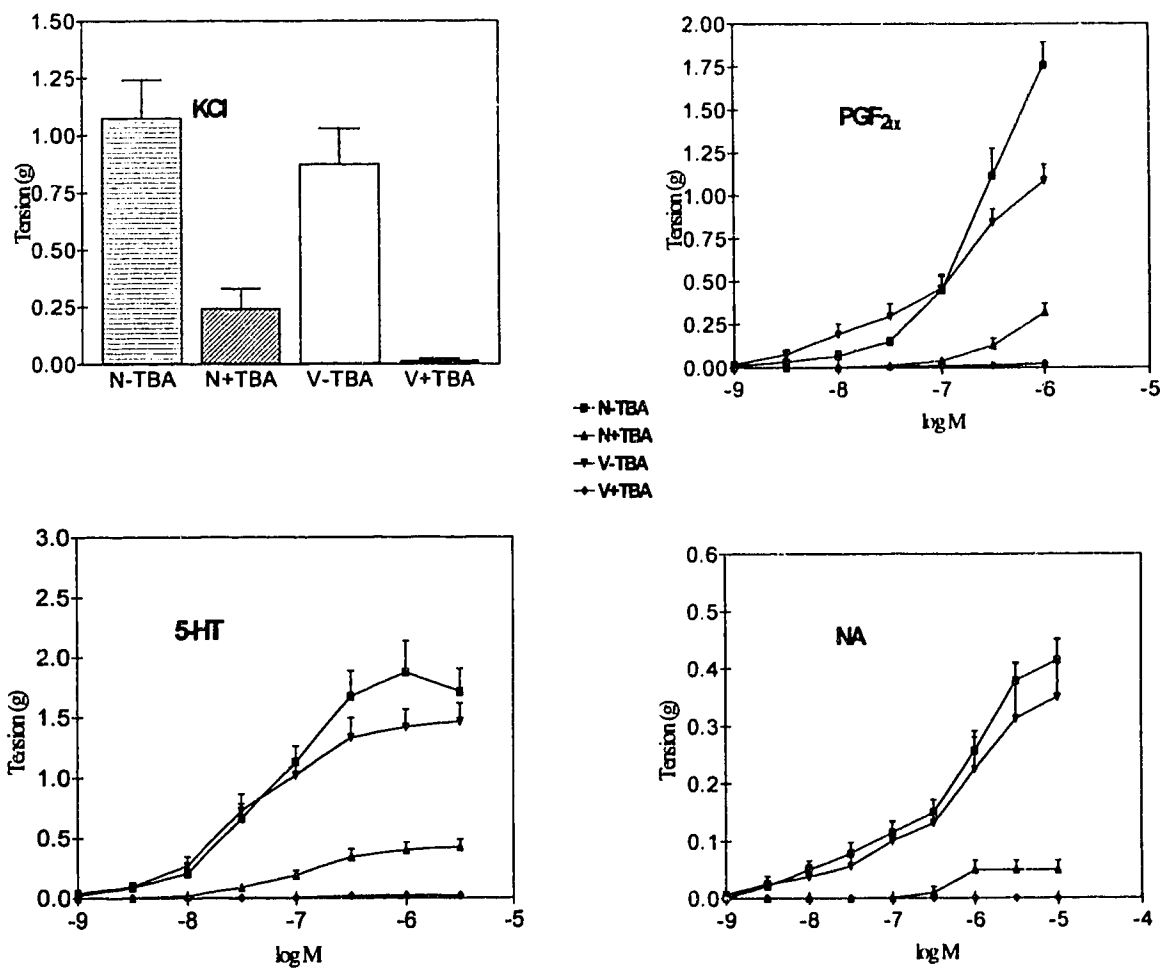 1.50
1.25
1.00
0.75
0.50
0.25
0.00
Tension (g)
KCl
N-TBA N+TBA V-TBA V+TBA
2.00
1.75
1.50
1.25
1.00
0.75
0.50
0.25
0.00
Tension (g)
PGF2α
-9 -8 -7 -6 -5
log M
N-TBA
N+TBA
V-TBA
V+TBA
3.0
2.5
2.0
1.5
1.0
0.5
0.0
Tension (g)
5-HT
-9 -8 -7 -6 -5
log M
0.6
0.5
0.4
0.3
0.2
0.1
0.0
Tension (g)
NA
-9 -8 -7 -6 -5 -4
log M